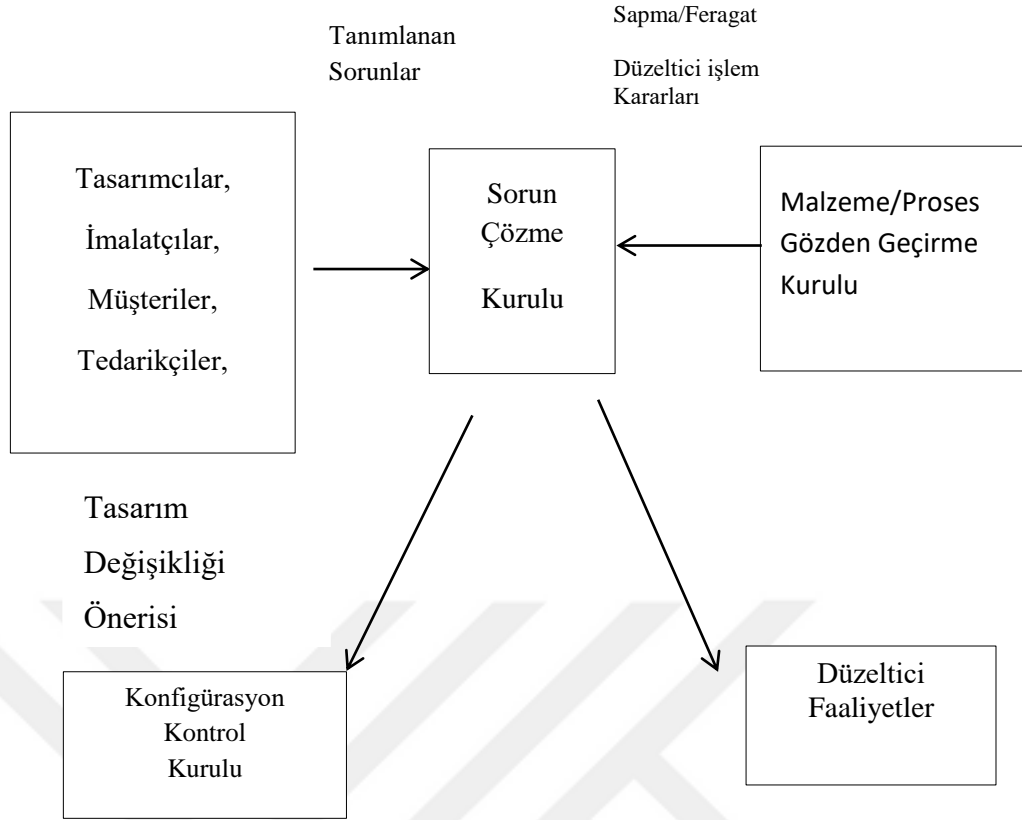 Tanımlanan
Sorunlar
Sapma/Feragat
Düzeltici işlem
Kararları
Tasarımcılar,
İmalatçılar,
Müşteriler,
Tedarikçiler,
Sorun
Çözme
Kurulu
Malzeme/Proses
Gözden Geçirme
Kurulu
Tasarım
Değişikliği
Önerisi
Konfigürasyon
Kontrol
Kurulu
Düzeltici
Faaliyetler